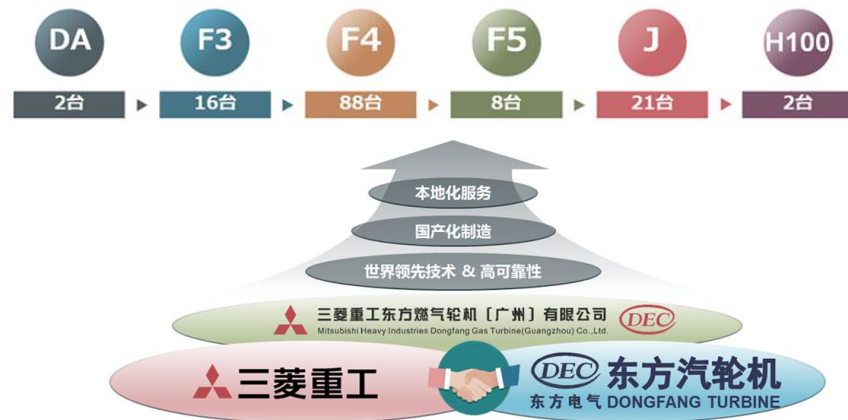 DA
F3
F4
F5
J
H100
2台
16台
88台
8台
21台
2台
本地化服务
国产化制造
世界领先技术 & 高可靠性
三菱重工东方燃气轮机〔广州〕有限公司 DEC
Mitsubishi Heavy Industries Dongfang Gas Turbine(Guangzhou) Co.,Ltd.
三菱重工
DEC 东方汽轮机
东方电气 DONGFANG TURBINE